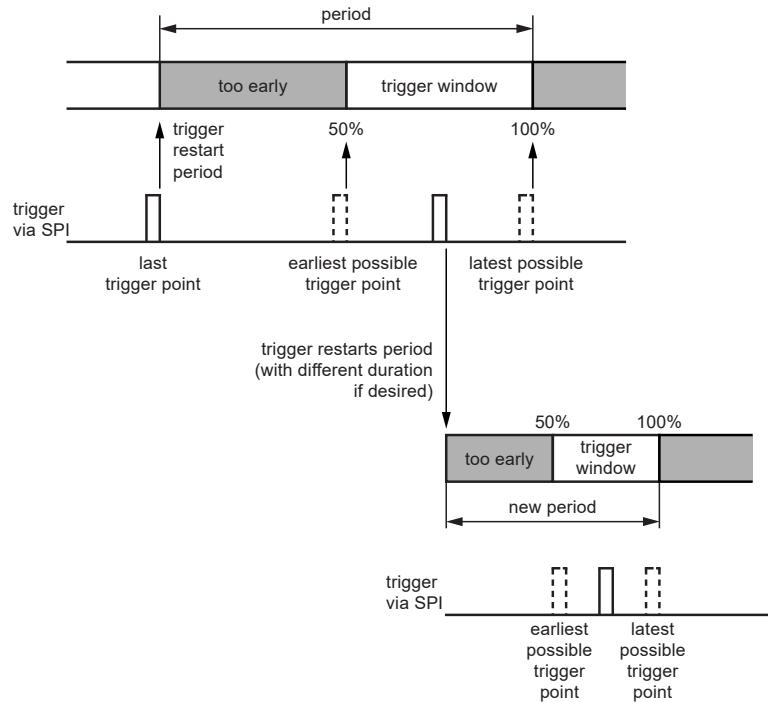 period
too early
trigger window
trigger
restart
period
50%
100%
trigger
via SPI
last
trigger point
earliest possible
trigger point
latest possible
trigger point
trigger restarts period
(with different duration
if desired)
50%
100%
too early
trigger
window
new period
trigger
via SPI
earliest
possible
trigger
point
latest
possible
trigger
point